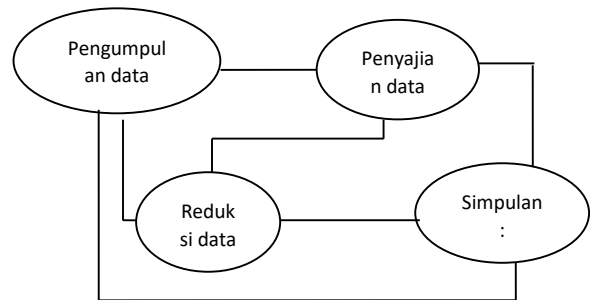 Pengumpul
an data
Penyajia
n data
Reduk
si data
Simpulan
: